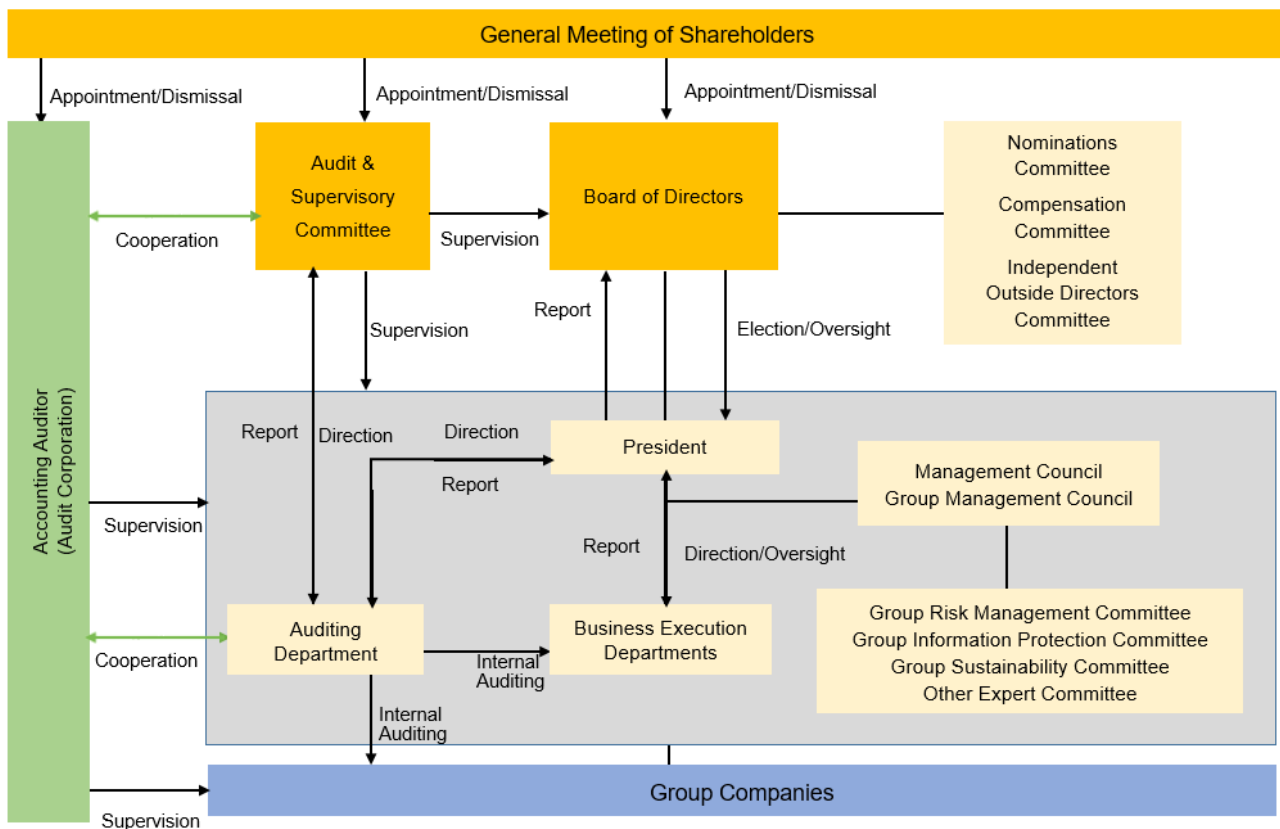 General Meeting of Shareholders
Appointment/Dismissal
Appointment/Dismissal
Appointment/Dismissal
Audit &
Supervisory
Committee
Board of Directors
Nominations
Committee
Compensation
Committee
Independent
Outside Directors
Committee
Cooperation
Supervision
Report
Supervision
Election/Oversight
Accounting Auditor
(Audit Corporation)
Report
Direction
Direction
Report
President
Management Council
Group Management Council
Supervision
Report
Direction/Oversight
Auditing
Department
Business Execution
Departments
Group Risk Management Committee
Group Information Protection Committee
Group Sustainability Committee
Other Expert Committee
Cooperation
Internal
Auditing
Internal
Auditing
Group Companies
Supervision